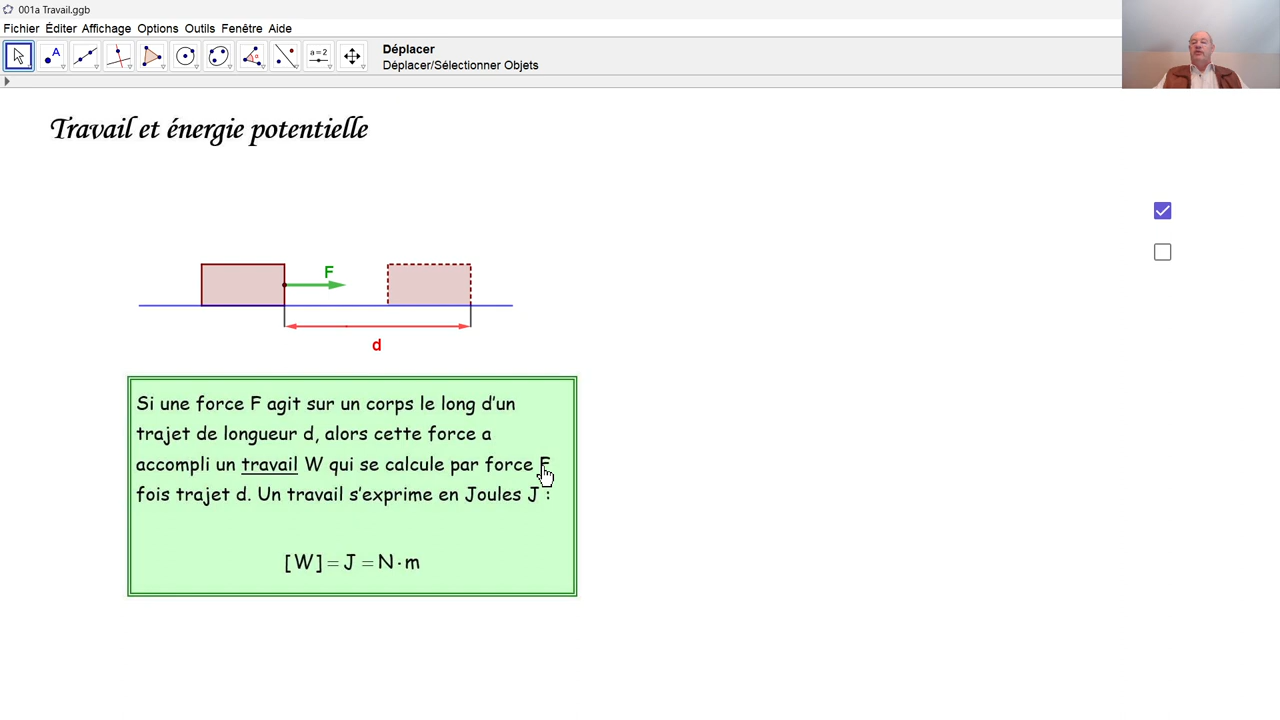 001a Travail.ggb
Fichier Éditer Affichage Options Outils Fenêtre Aide
A
a=2
Déplacer
Déplacer/Sélectionner Objets
Travail et énergie potentielle
F
d
Si une force F agit sur un corps le long d'un
trajet de longueur d, alors cette force a
accompli un travail W qui se calcule par force F
fois trajet d. Un travail s'exprime en Joules J :
[W] = J = N·m